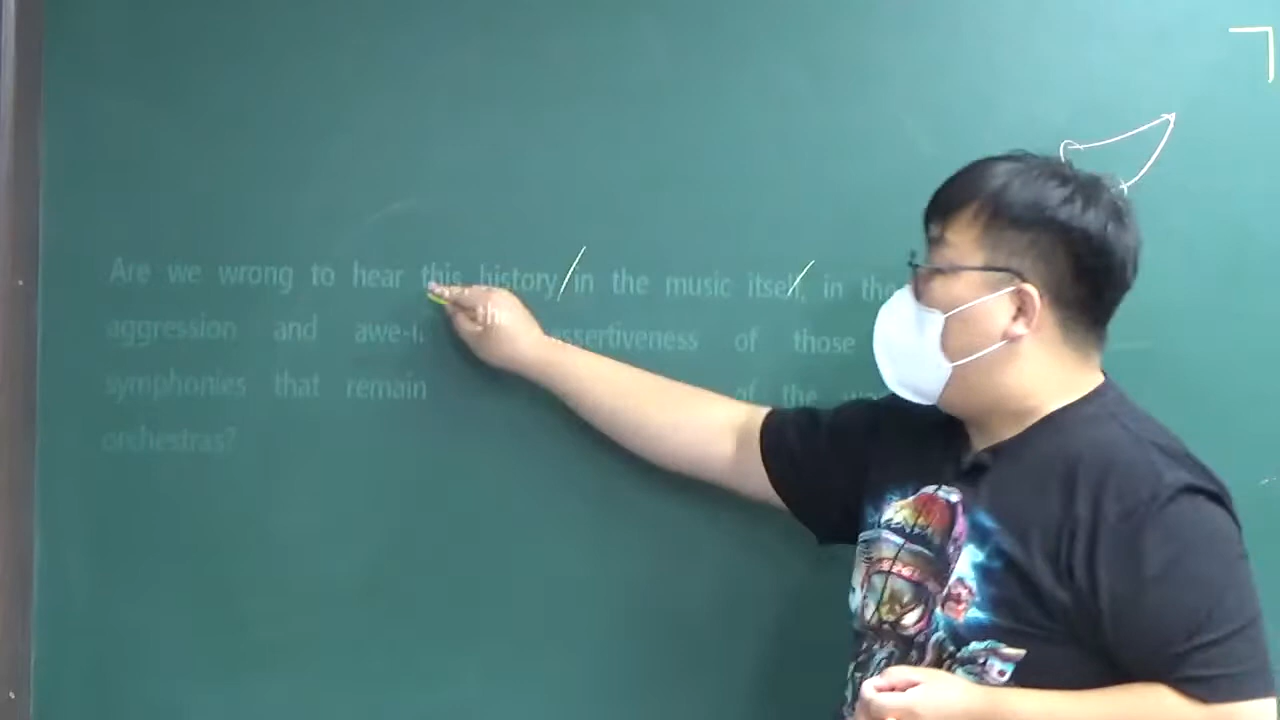 Are we wrong to hear this history in the music itself, in the
aggression and assertiveness of those
symphonies that remain of the
orchestras?